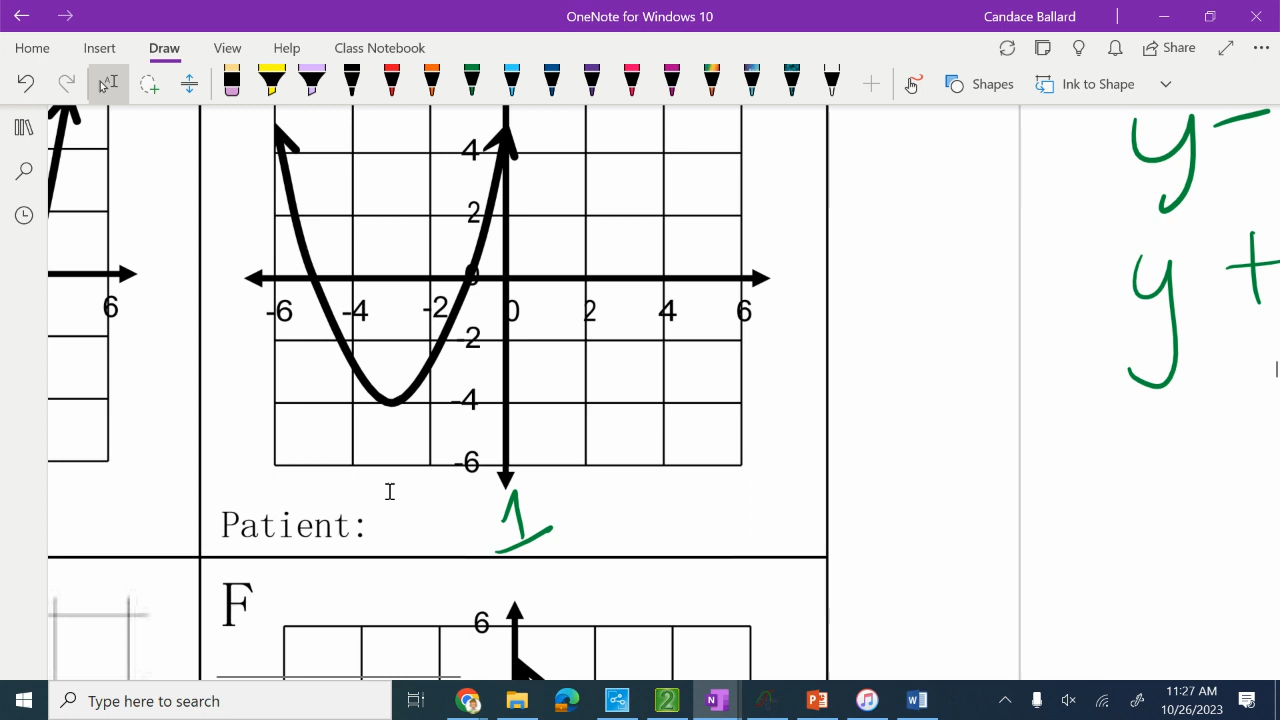 OneNote for Windows 10
Candace Ballard
Home Insert Draw View Help Class Notebook
Share
Shapes
Ink to Shape
y -
y +
4
2
0
-6 -4 -2 0 2 4 6
-2
-4
-6
6
Patient: 1
F
6
Type here to search
11:27 AM
10/26/2023